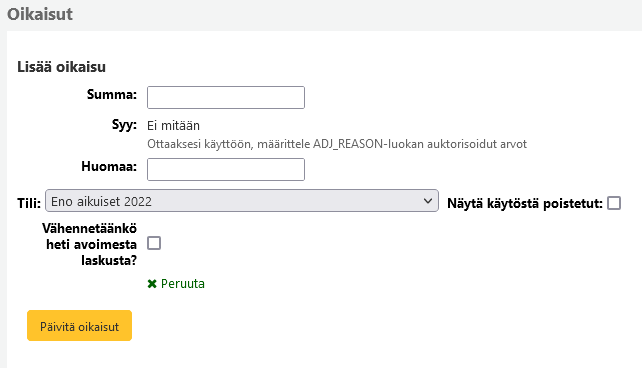 Oikaisut
Lisää oikaisu
Summa:
Syy: Ei mitään
Ottaaksesi käyttöön, määrittele ADJ_REASON-luokan auktorisoidut arvot
Huomaa:
Tili: Eno aikuiset 2022 Näytä käytöstä poistetut:
Vähennetäänkö
heti avoimesta
laskusta?
✖ Peruuta
Päivitä oikaisut